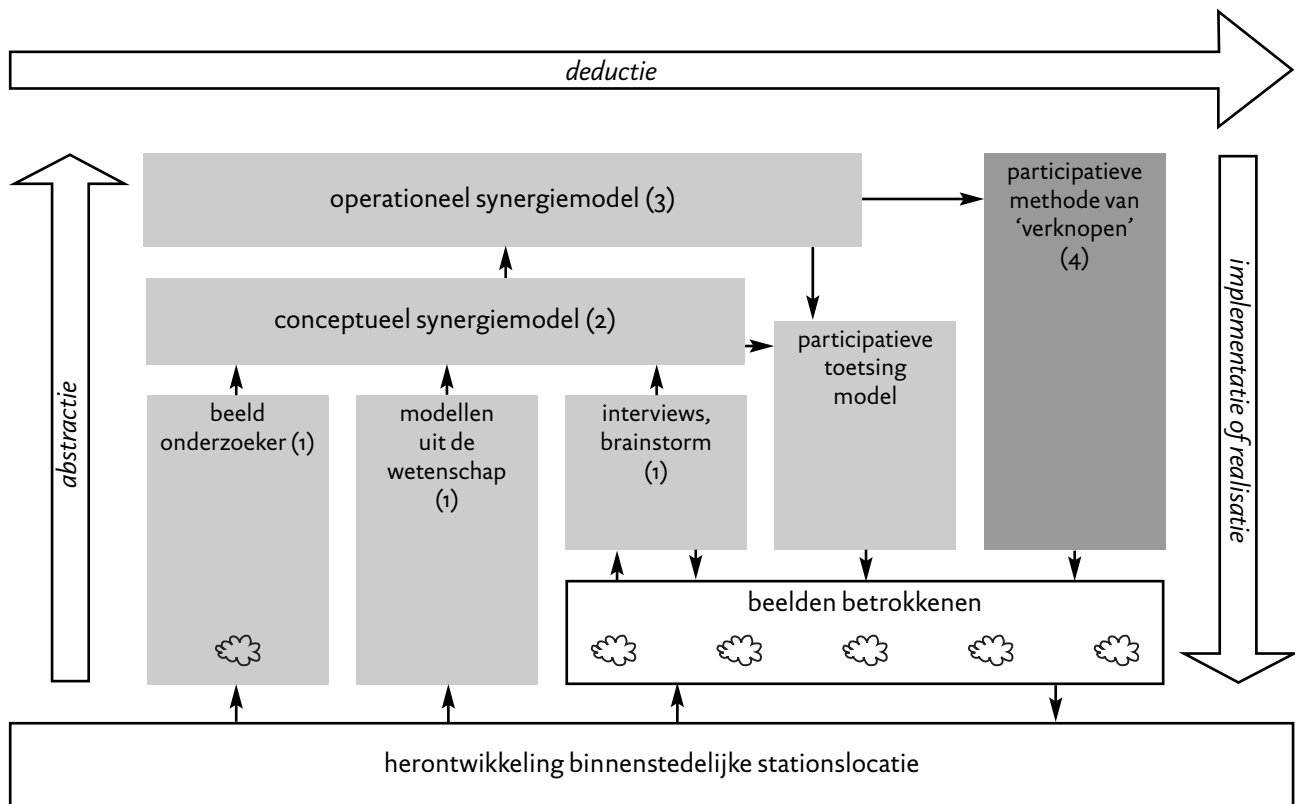 deductie
operationeel synergiemodel (3)
participatieve
methode van
‘verknopen’
(4)
conceptueel synergiemodel (2)
participatieve
toetsing
model
abstractie
implementatie of realisatie
beeld
onderzoeker (1)
modellen
uit de
wetenschap
(1)
interviews,
brainstorm
(1)
beelden betrokkenen
herontwikkeling binnenstedelijke stationslocatie